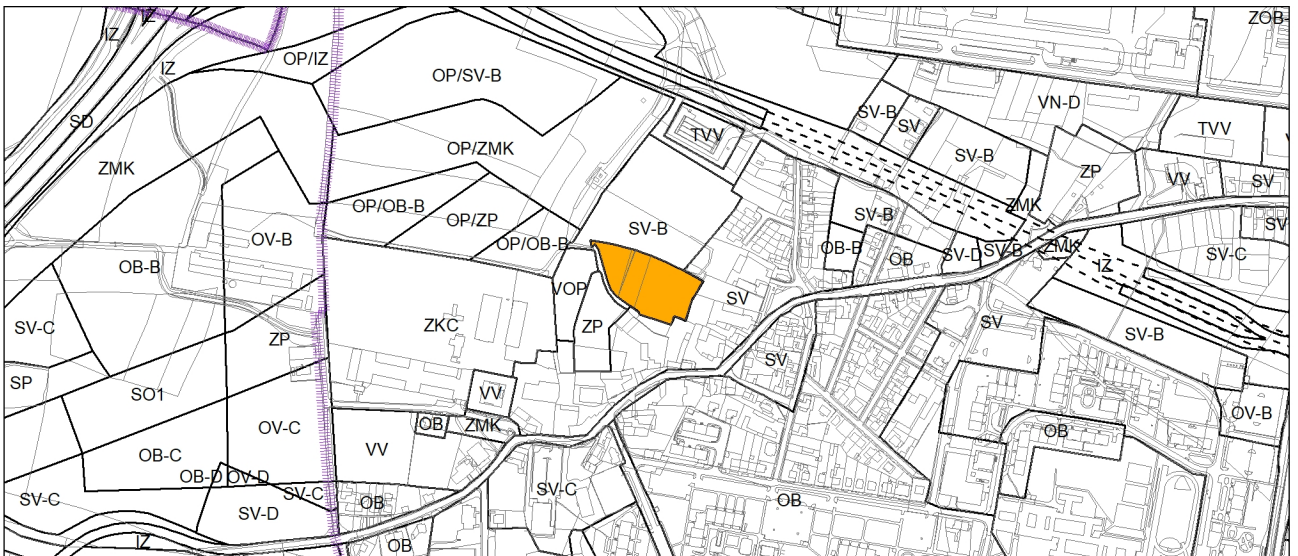 IZ
ZOB-
IZ
OP/IZ
IZ
OP/SV-B
SD
TVV
SV-B
SV
VN-D
TVV
ZMK
OP/ZMK
SV-B
ZP
VV
SV
OP/OB-B
OP/ZP
SV-B
ZMK
SV
OV-B
OP/OB-B
SV-B
OB-B
OB
SV-D
SV-B
ZMK
SV-C
OB-B
VOP
IZ
SV
SV-C
ZP
ZKC
ZP
SV
SV-B
SP
SO1
VV
SV
OV-C
OB
ZMK
OB
OV-B
OB-C
VV
OB-D
OV-D
SV-C
SV-C
SV-C
OB
OB
SV-D
IZ
OB